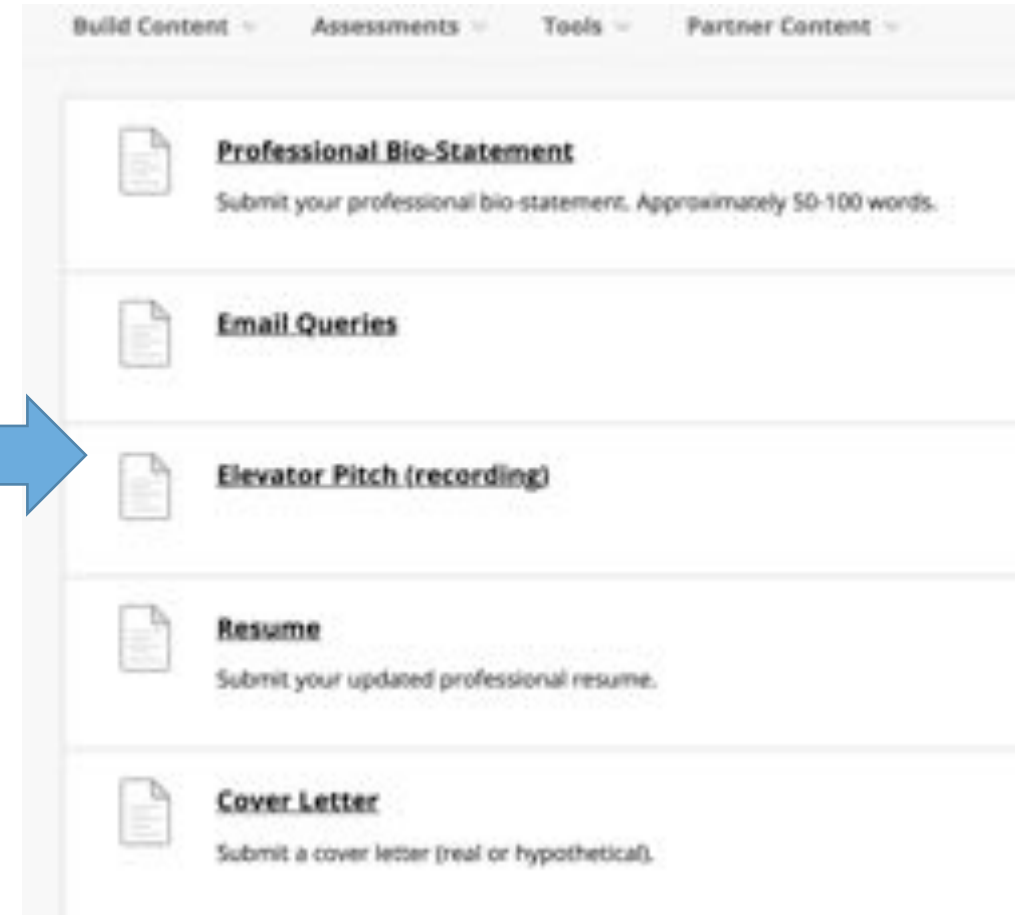 Build Content Assessments Tools Partner Content
Professional Bio-Statement
Submit your professional bio-statement. Approximately 50-100 words.
Email Queries
Elevator Pitch (recording)
Resume
Submit your updated professional resume.
Cover Letter
Submit a cover letter (real or hypothetical).